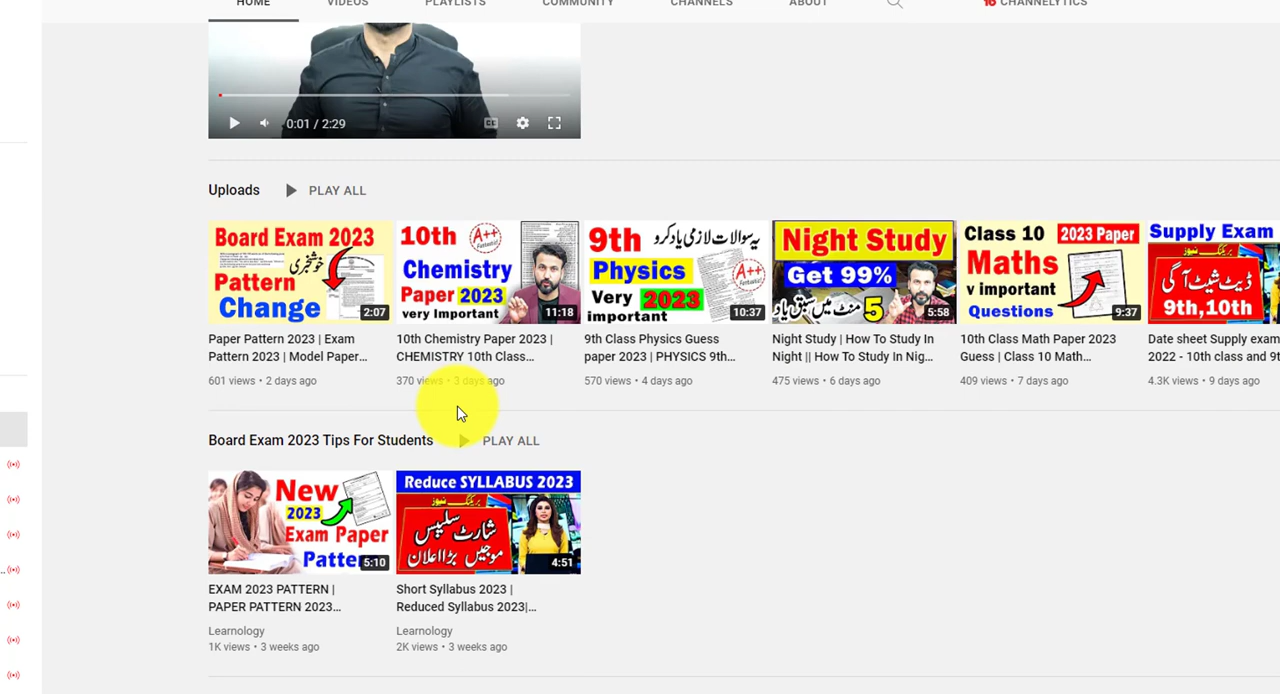 HOME VIDEOS PLAYLISTS COMMUNITY CHANNELS ABOUT CHANNELYTICS
0:01 / 2:29
Uploads PLAY ALL
Board Exam 2023
خوشخبری
Pattern
Change
2:07
10th
A++
Chemistry
Paper 2023
very Important
11:18
9th یہ سوالات لازمی یاد کرو
Physics
A++
Very 2023
important
10:37
Night Study
Get 99%
5 منٹ میں سبق یاد
5:58
Class 10 2023 Paper
Maths
v important
Questions
9:37
Supply Exam
ڈیٹ شیٹ آگی
9th,10th
Paper Pattern 2023 | Exam
Pattern 2023 | Model Paper...
601 views • 2 days ago
10th Chemistry Paper 2023 |
CHEMISTRY 10th Class...
370 views • 3 days ago
9th Class Physics Guess
paper 2023 | PHYSICS 9th...
570 views • 4 days ago
Night Study | How To Study In
Night || How To Study In Nig...
475 views • 6 days ago
10th Class Math Paper 2023
Guess | Class 10 Math...
409 views • 7 days ago
Date sheet Supply exam
2022 - 10th class and 9t
4.3K views • 9 days ago
Board Exam 2023 Tips For Students PLAY ALL
New
2023
Exam Paper
Patte
5:10
Reduce SYLLABUS 2023
بریکنگ نیوز
شارٹ سلیبس
موجیں بڑا اعلان
4:51
EXAM 2023 PATTERN |
PAPER PATTERN 2023...
Learnology
1K views • 3 weeks ago
Short Syllabus 2023 |
Reduced Syllabus 2023|...
Learnology
2K views • 3 weeks ago